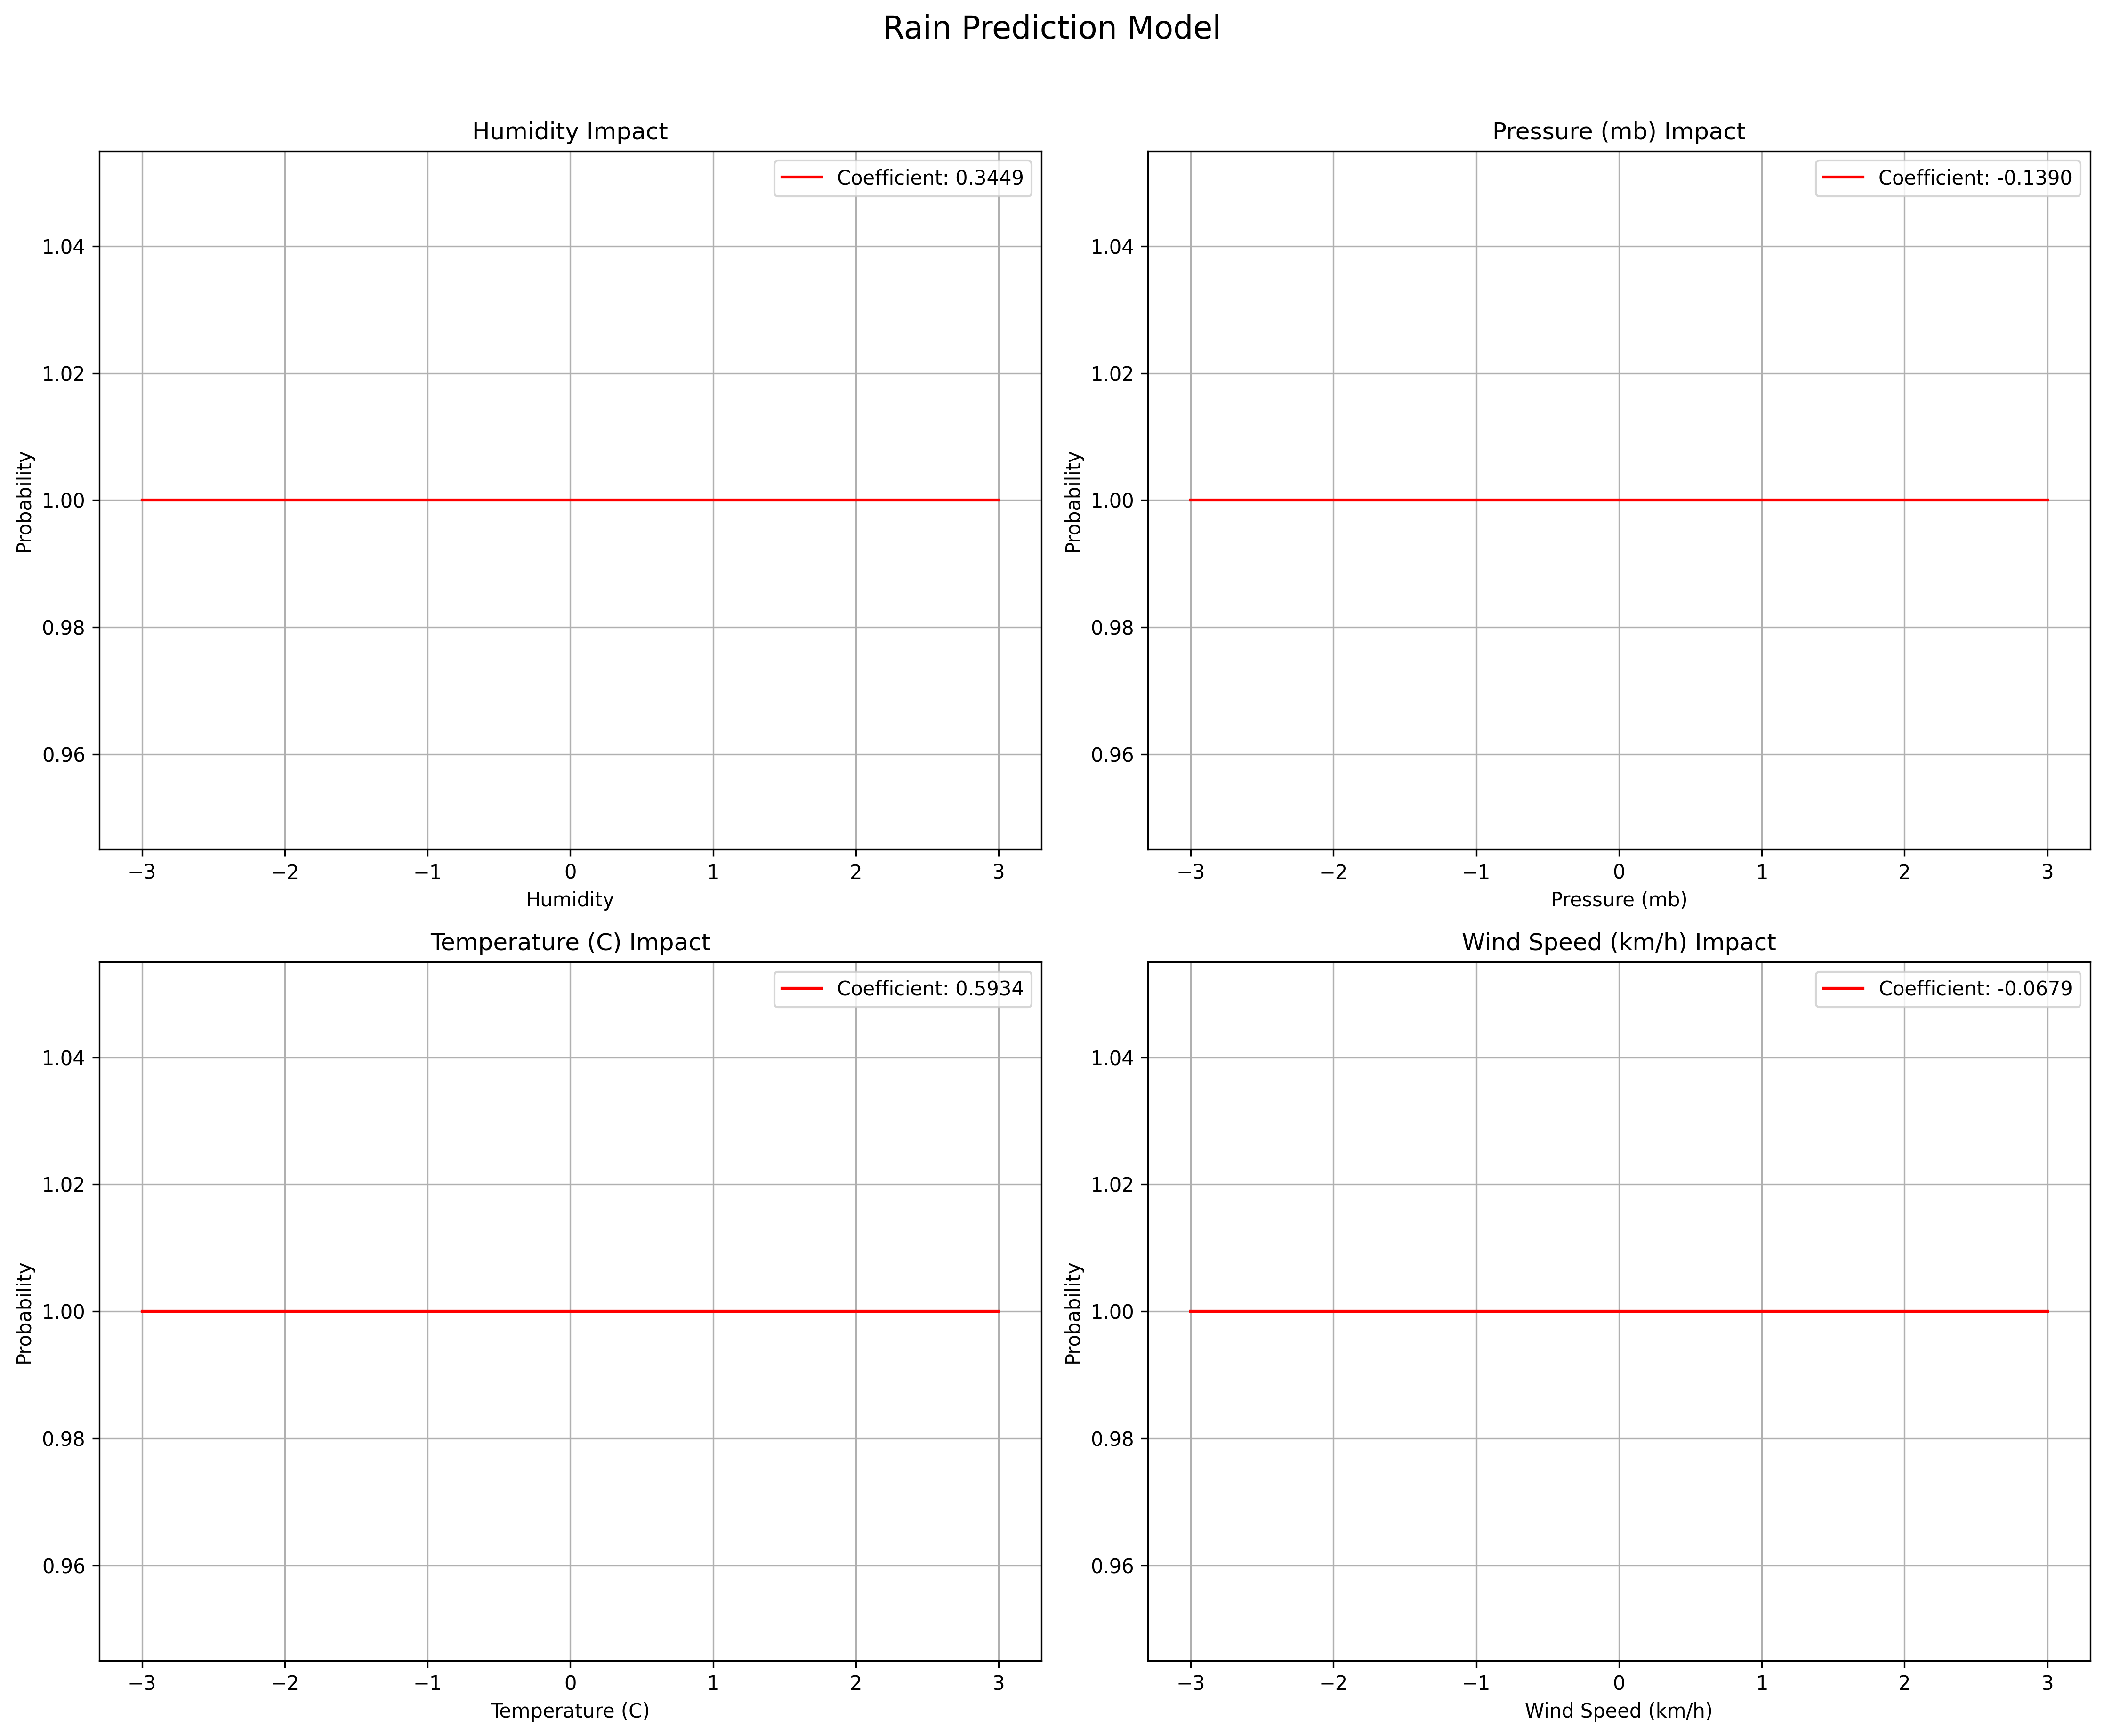 Rain Prediction Model
Humidity Impact
Coefficient: 0.3449
1.04
1.02
1.00
0.98
0.96
Probability
−3 −2 −1 0 1 2 3
Humidity
Pressure (mb) Impact
Coefficient: -0.1390
1.04
1.02
1.00
0.98
0.96
Probability
−3 −2 −1 0 1 2 3
Pressure (mb)
Temperature (C) Impact
Coefficient: 0.5934
1.04
1.02
1.00
0.98
0.96
Probability
−3 −2 −1 0 1 2 3
Temperature (C)
Wind Speed (km/h) Impact
Coefficient: -0.0679
1.04
1.02
1.00
0.98
0.96
Probability
−3 −2 −1 0 1 2 3
Wind Speed (km/h)